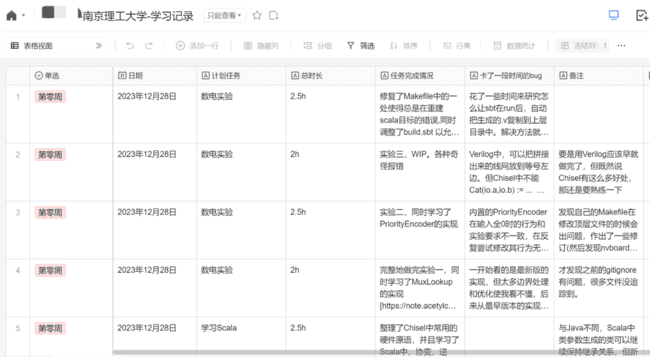 南京理工大学-学习记录
只能查看
表格视图
添加一行
隐藏列
分组
筛选
排序
行高
数据统计
冻结列: 1
单选 日期 计划任务 总时长 任务完成情况 卡了一段时间的bug 备注
1 第零周 2023年12月28日 数电实验 2.5h
修复了Makefile中的一
处使得总是在重建
scala目标的错误,同时
调整了build.sbt 以允...
花了一些时间来研究怎
么让sbt在run后，自动
把生成的.v复制到上层
目录中。解决方法就...
2 第零周 2023年12月28日 数电实验 2h
实验三，WIP。各种奇
怪报错
Verilog中，可以把拼接
出来的线网放到等号左
边。但Chisel中不能
Cat(io.a,io.b) := ... ...
要是用Verilog应该早就
做完了，但既然说
Chisel有这么多好处，
那还是要熟练一下
3 第零周 2023年12月28日 数电实验 2.5h
实验二，同时学习了
PriorityEncoder的实现
内置的PriorityEncoder
在输入全0时的行为和
实验要求不一致，在反
复尝试修改其行为无...
发现自己的Makefile在
修改顶层文件的时候会
出问题，作出了一些修
订(然后发现nvboard...
4 第零周 2023年12月28日 数电实验 2h
完整地做完实验一，同
时学习了MuxLookup
的实现
[https://note.acetylc...
一开始看的是最新版的实
现，但太多边界处理
和优化使我看不懂，后
来从最早版本的实现...
才发现之前的gitignore
有问题，很多文件没追
踪到。
5 第零周 2023年12月28日 学习Scala 2.5h
整理了Chisel中常用的
硬件原语，并且学习了
Scala中，协变、逆
与Java不同，Scala中
类参数生成的类可以继
续保持继承关系，但新